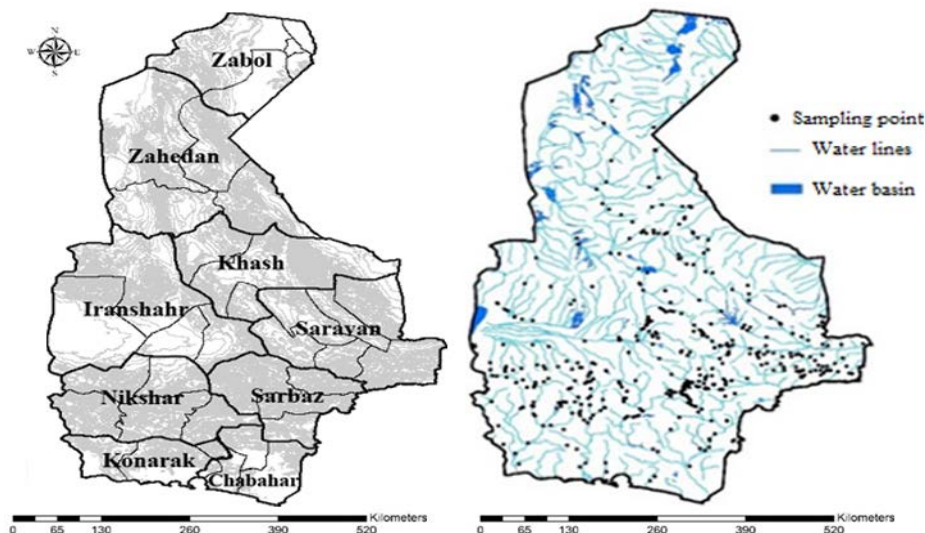 N
W E
S
Zabol
Zahedan
Khash
Iranshahr
Saravan
Nikshar
Sarbaz
Konarak
Chabahar
Kilometers
0 65 130 260 390 520
Sampling point
Water lines
Water basin
Kilometers
0 65 130 260 390 520